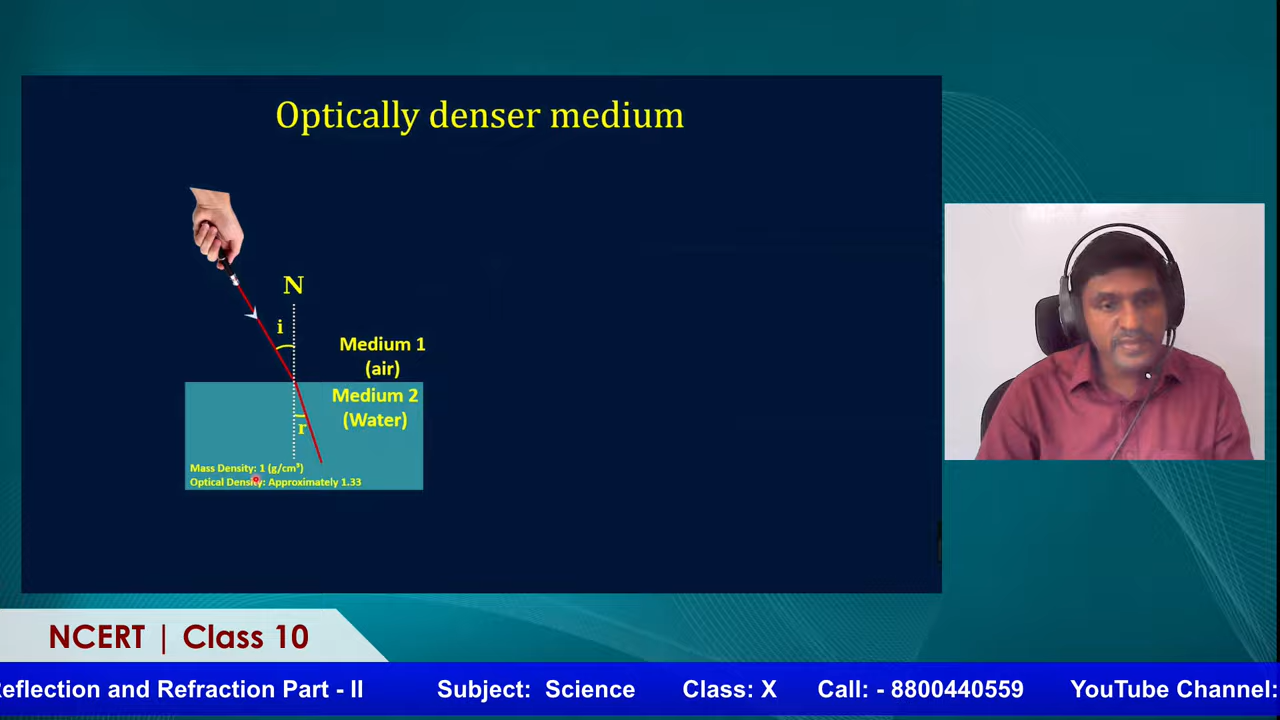 Optically denser medium
N
i
Medium 1
(air)
Medium 2
(Water)
r
Mass Density: 1 (g/cm³)
Optical Density: Approximately 1.33
NCERT | Class 10
eflection and Refraction Part - II Subject: Science Class: X Call: - 8800440559 YouTube Channel: